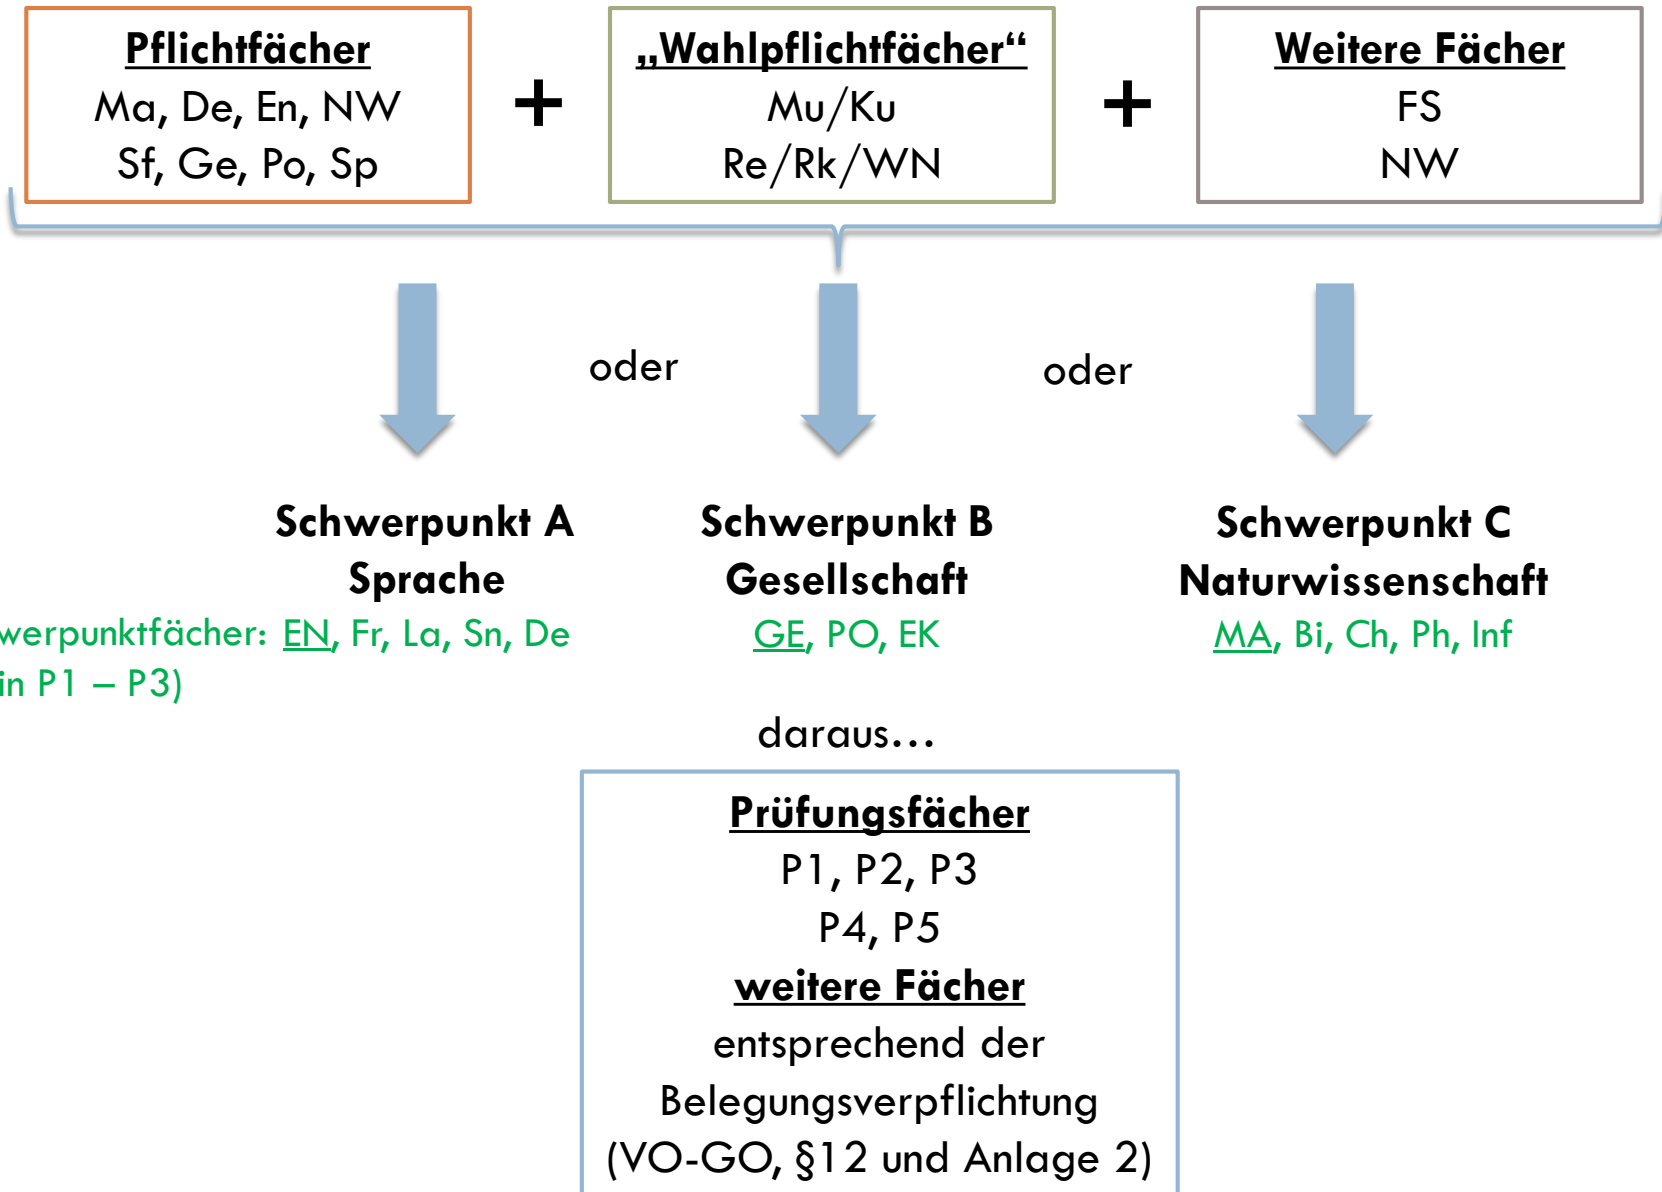 Pflichtfächer
Ma, De, En, NW
Sf, Ge, Po, Sp
+
„Wahlpflichtfächer“
Mu/Ku
Re/Rk/WN
+
Weitere Fächer
FS
NW
oder
oder
Schwerpunkt A
Sprache
EN, Fr, La, Sn, De
in P1 – P3)
Schwerpunkt B
Gesellschaft
GE, PO, EK
Schwerpunkt C
Naturwissenschaft
MA, Bi, Ch, Ph, Inf
daraus…
Prüfungsfächer
P1, P2, P3
P4, P5
weitere Fächer
entsprechend der
Belegungsverpflichtung
(VO-GO, §12 und Anlage 2)